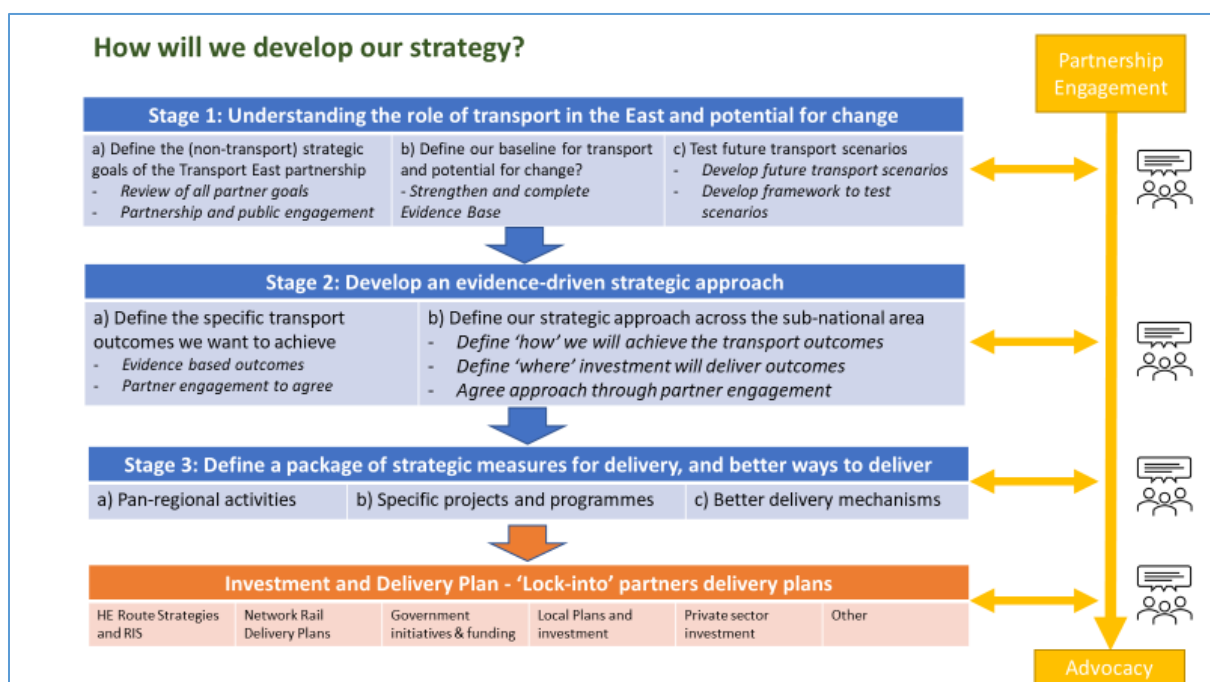 How will we develop our strategy?
Partnership
Engagement
Stage 1: Understanding the role of transport in the East and potential for change
a) Define the (non-transport) strategic
goals of the Transport East partnership
- Review of all partner goals
- Partnership and public engagement
b) Define our baseline for transport
and potential for change?
- Strengthen and complete
Evidence Base
c) Test future transport scenarios
- Develop future transport scenarios
- Develop framework to test
scenarios
Stage 2: Develop an evidence-driven strategic approach
a) Define the specific transport
outcomes we want to achieve
- Evidence based outcomes
- Partner engagement to agree
b) Define our strategic approach across the sub-national area
- Define ‘how’ we will achieve the transport outcomes
- Define ‘where’ investment will deliver outcomes
- Agree approach through partner engagement
Stage 3: Define a package of strategic measures for delivery, and better ways to deliver
a) Pan-regional activities
b) Specific projects and programmes
c) Better delivery mechanisms
Investment and Delivery Plan - ‘Lock-into’ partners delivery plans
HE Route Strategies
and RIS
Network Rail
Delivery Plans
Government
initiatives & funding
Local Plans and
investment
Private sector
investment
Other
Advocacy